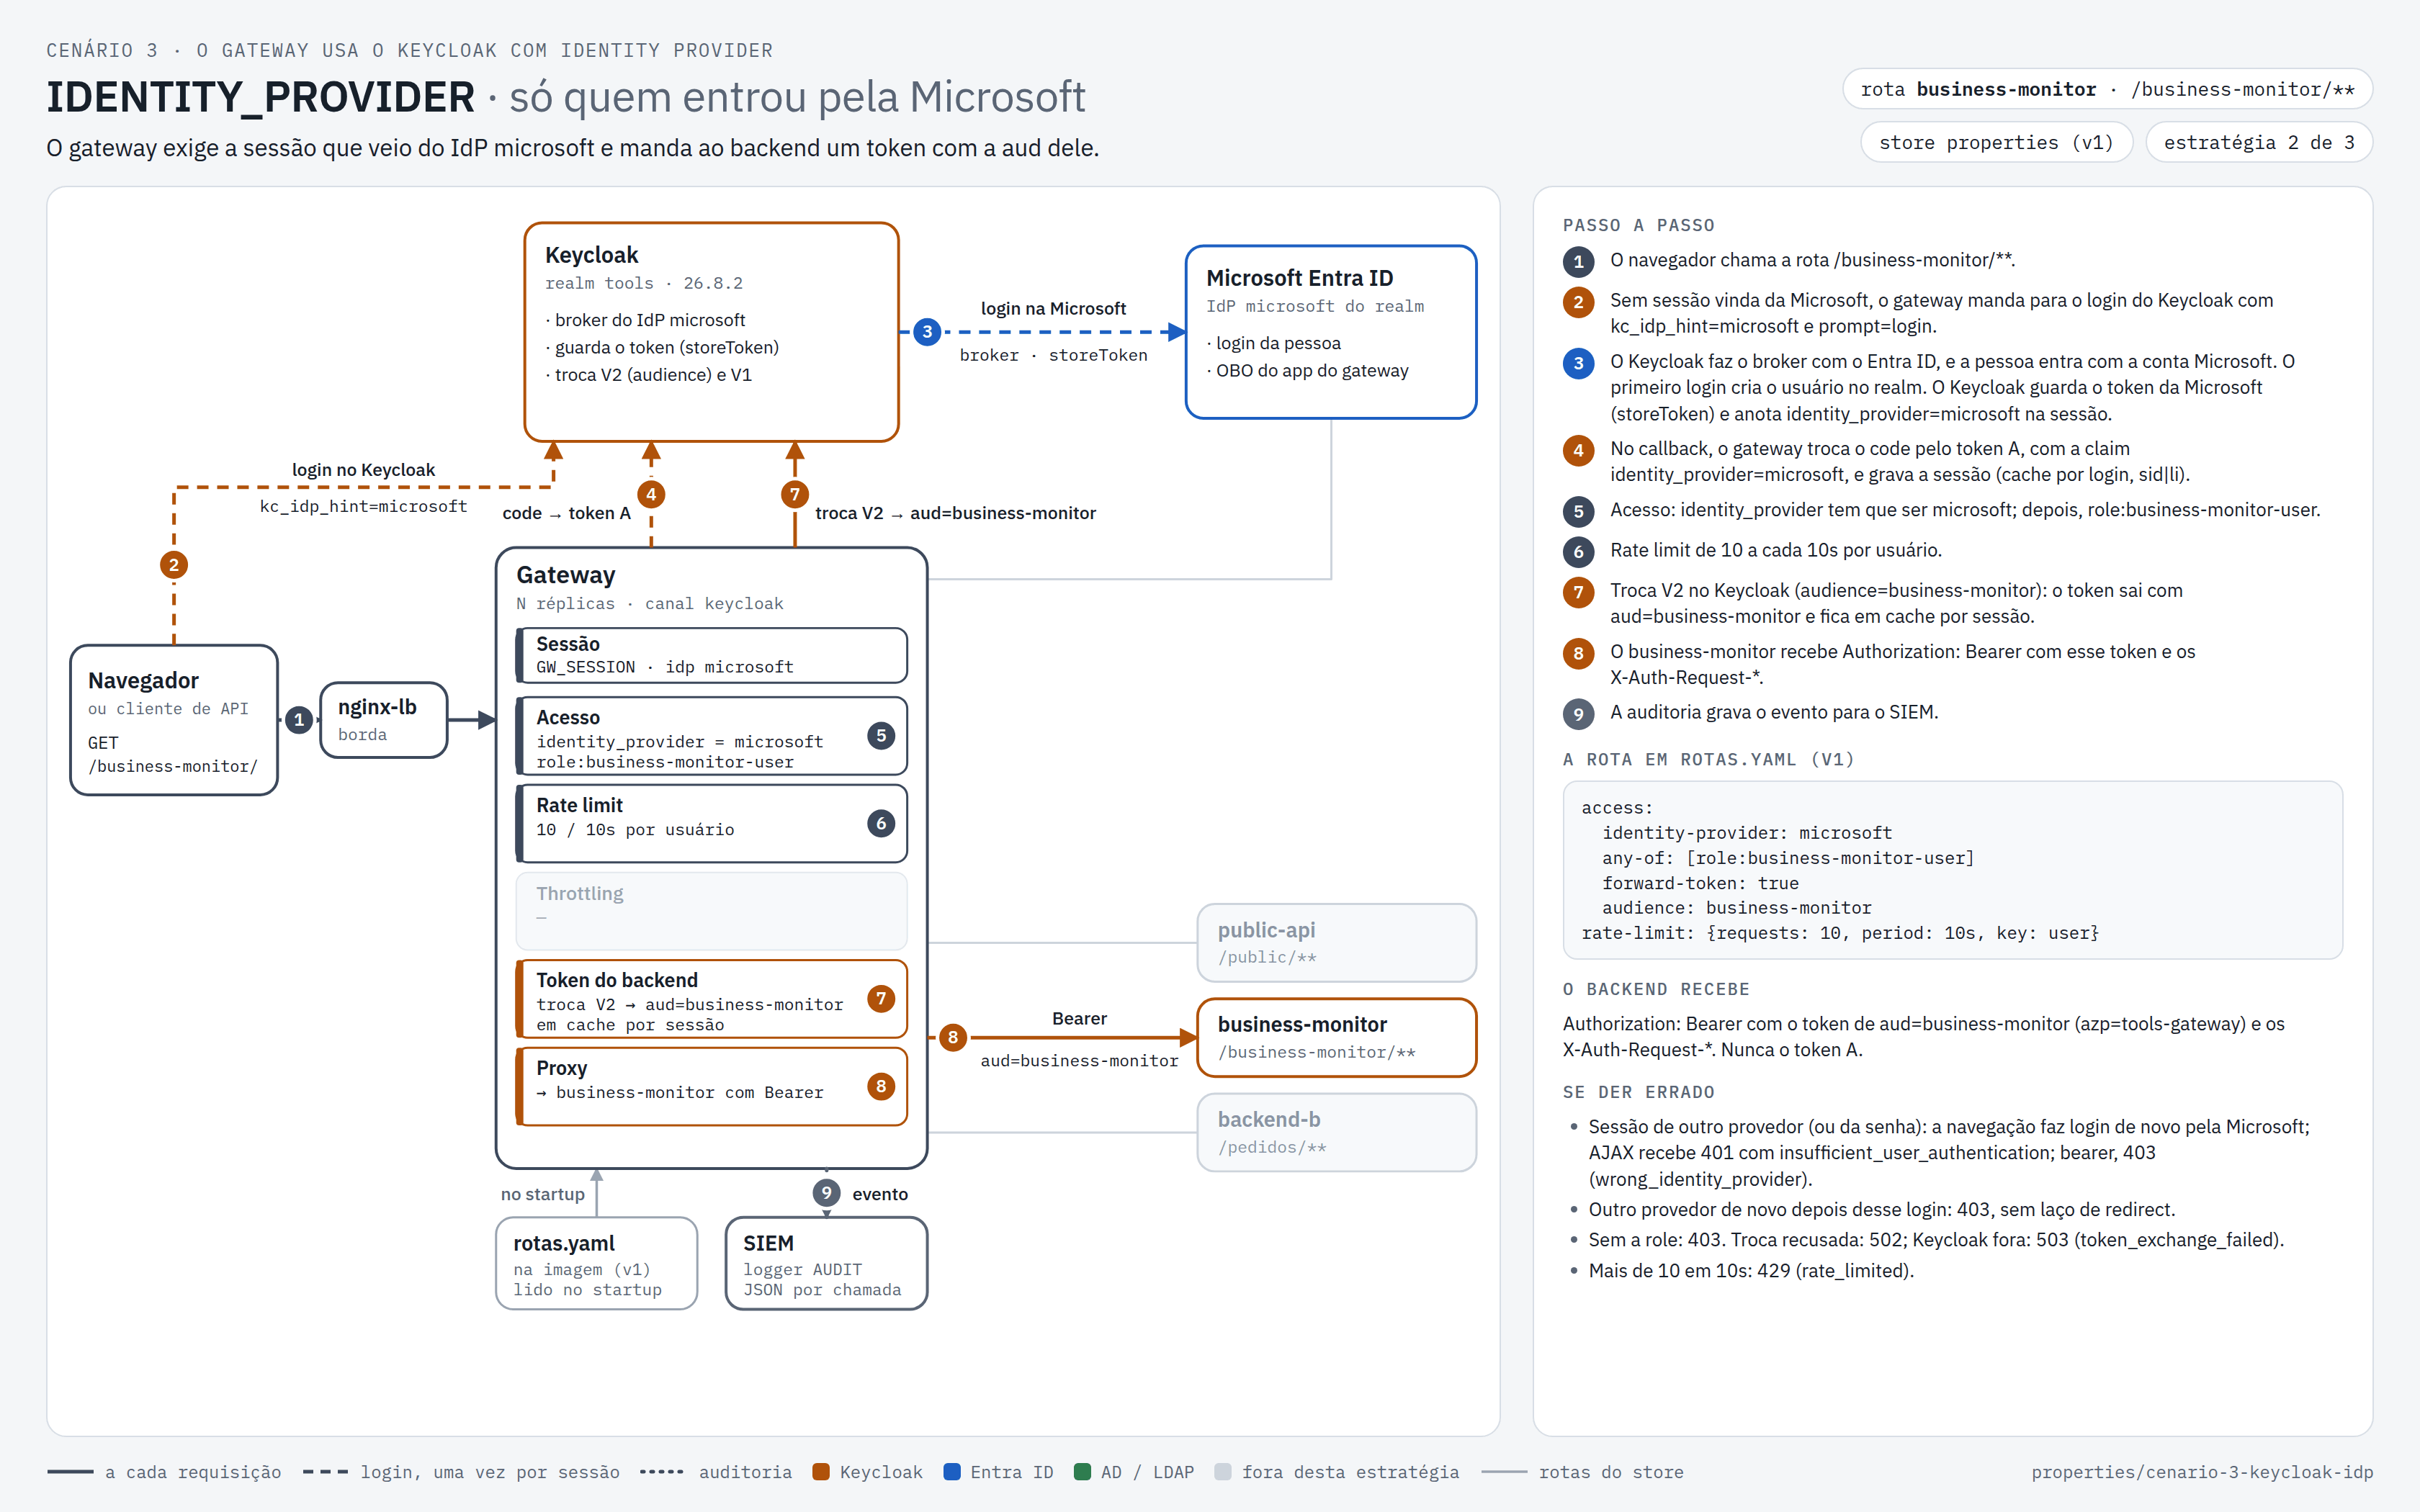 CENÁRIO 3 · O GATEWAY USA O KEYCLOAK COM IDENTITY PROVIDER
IDENTITY_PROVIDER · só quem entrou pela Microsoft
O gateway exige a sessão que veio do IdP microsoft e manda ao backend um token com a aud dele.
rota business-monitor · /business-monitor/**
store properties (v1)
estratégia 2 de 3
Keycloak
realm tools · 26.8.2
· broker do IdP microsoft
· guarda o token (storeToken)
· troca V2 (audience) e V1
3
login na Microsoft
broker · storeToken
Microsoft Entra ID
IdP microsoft do realm
· login da pessoa
· OBO do app do gateway
login no Keycloak
kc_idp_hint=microsoft
2
code → token A
4
7
troca V2 → aud=business-monitor
Navegador
ou cliente de API
GET
/business-monitor/
1
nginx-lb
borda
Gateway
N réplicas · canal keycloak
Sessão
GW_SESSION · idp microsoft
Acesso
identity_provider = microsoft
role:business-monitor-user
5
Rate limit
10 / 10s por usuário
6
Throttling
—
Token do backend
troca V2 → aud=business-monitor
em cache por sessão
7
Proxy
→ business-monitor com Bearer
8
8
Bearer
aud=business-monitor
public-api
/public/**
business-monitor
/business-monitor/**
backend-b
/pedidos/**
no startup
9
evento
rotas.yaml
na imagem (v1)
lido no startup
SIEM
logger AUDIT
JSON por chamada
PASSO A PASSO
1 O navegador chama a rota /business-monitor/**.
2 Sem sessão vinda da Microsoft, o gateway manda para o login do Keycloak com
kc_idp_hint=microsoft e prompt=login.
3 O Keycloak faz o broker com o Entra ID, e a pessoa entra com a conta Microsoft. O
primeiro login cria o usuário no realm. O Keycloak guarda o token da Microsoft
(storeToken) e anota identity_provider=microsoft na sessão.
4 No callback, o gateway troca o code pelo token A, com a claim
identity_provider=microsoft, e grava a sessão (cache por login, sid|li).
5 Acesso: identity_provider tem que ser microsoft; depois, role:business-monitor-user.
6 Rate limit de 10 a cada 10s por usuário.
7 Troca V2 no Keycloak (audience=business-monitor): o token sai com
aud=business-monitor e fica em cache por sessão.
8 O business-monitor recebe Authorization: Bearer com esse token e os
X-Auth-Request-*.
9 A auditoria grava o evento para o SIEM.
A ROTA EM ROTAS.YAML (V1)
access:
  identity-provider: microsoft
  any-of: [role:business-monitor-user]
  forward-token: true
  audience: business-monitor
rate-limit: {requests: 10, period: 10s, key: user}
O BACKEND RECEBE
Authorization: Bearer com o token de aud=business-monitor (azp=tools-gateway) e os
X-Auth-Request-*. Nunca o token A.
SE DER ERRADO
• Sessão de outro provedor (ou da senha): a navegação faz login de novo pela Microsoft;
AJAX recebe 401 com insufficient_user_authentication; bearer, 403
(wrong_identity_provider).
• Outro provedor de novo depois desse login: 403, sem laço de redirect.
• Sem a role: 403. Troca recusada: 502; Keycloak fora: 503 (token_exchange_failed).
• Mais de 10 em 10s: 429 (rate_limited).
a cada requisição
login, uma vez por sessão
auditoria
Keycloak
Entra ID
AD / LDAP
fora desta estratégia
rotas do store
properties/cenario-3-keycloak-idp